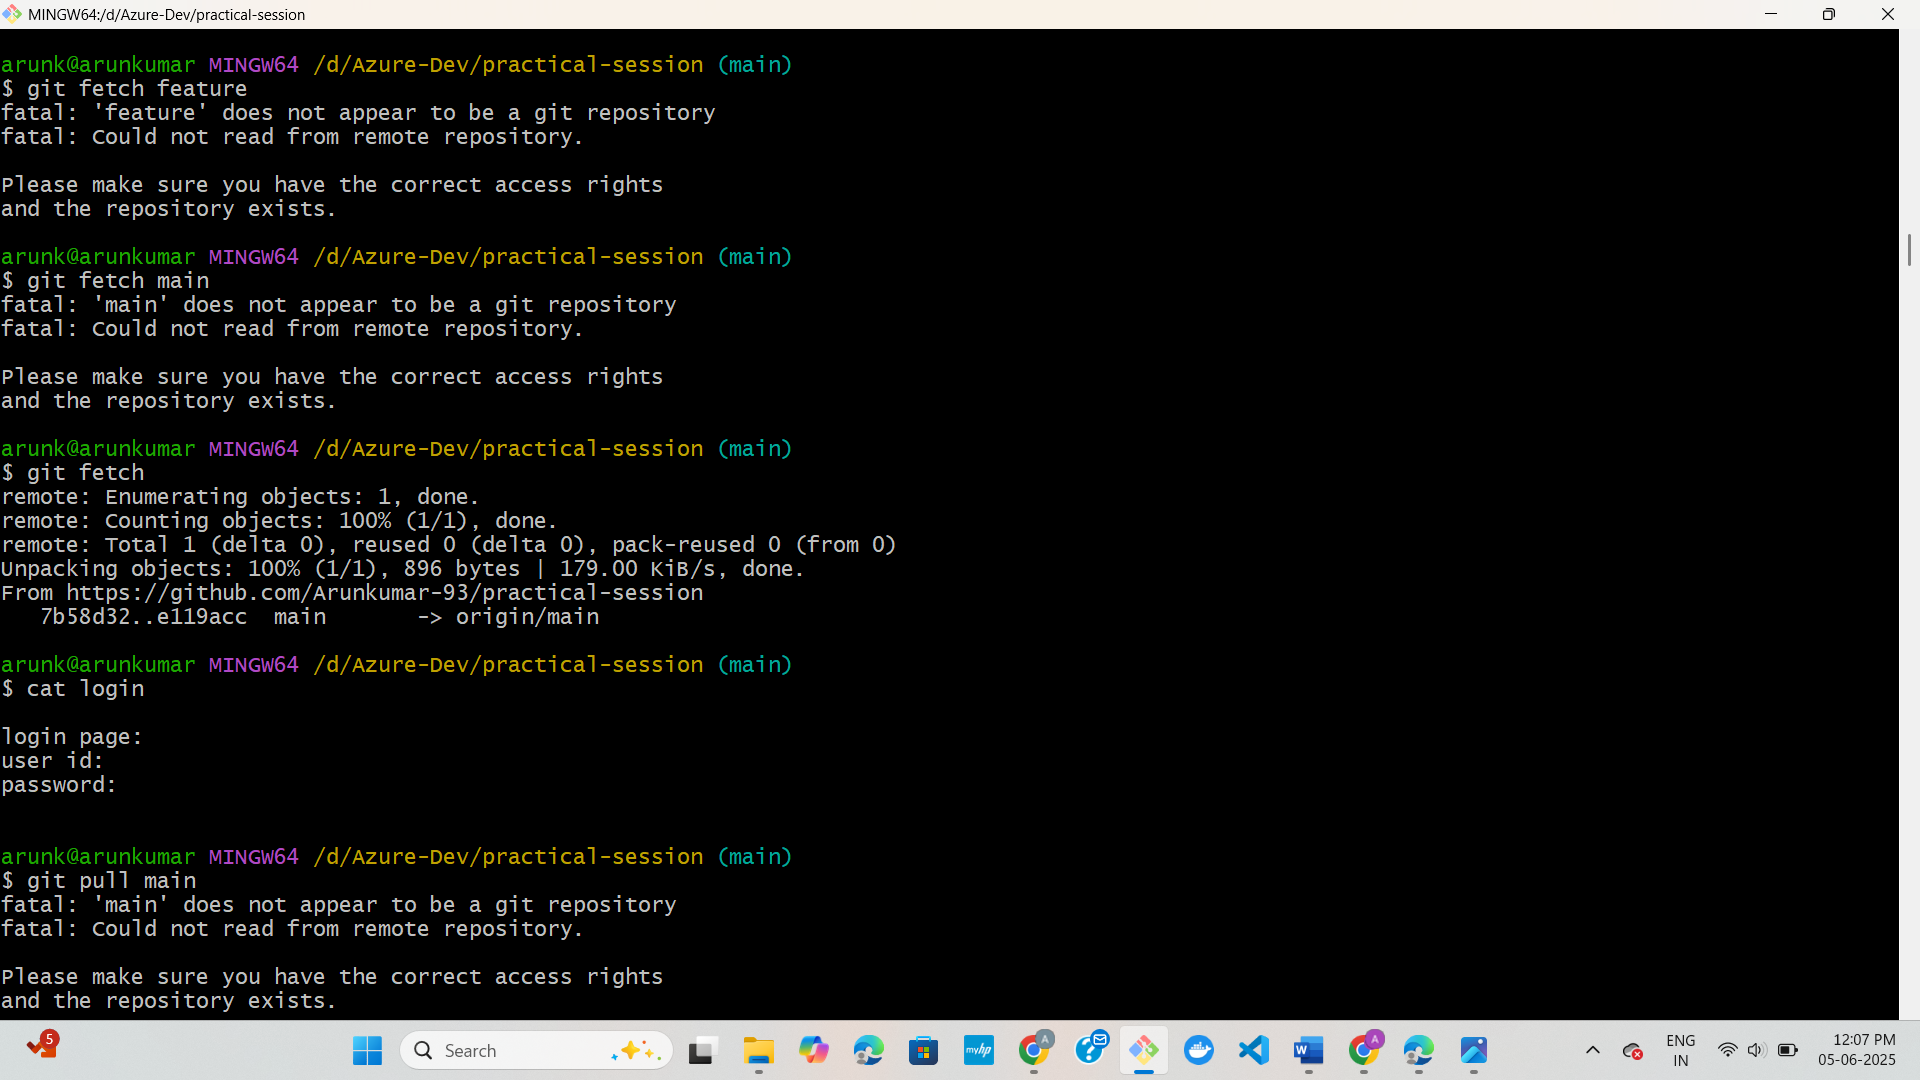 MINGW64:/d/Azure-Dev/practical-session
arunk@arunkumar MINGW64 /d/Azure-Dev/practical-session (main)
$ git fetch feature
fatal: 'feature' does not appear to be a git repository
fatal: Could not read from remote repository.
Please make sure you have the correct access rights
and the repository exists.
arunk@arunkumar MINGW64 /d/Azure-Dev/practical-session (main)
$ git fetch main
fatal: 'main' does not appear to be a git repository
fatal: Could not read from remote repository.
Please make sure you have the correct access rights
and the repository exists.
arunk@arunkumar MINGW64 /d/Azure-Dev/practical-session (main)
$ git fetch
remote: Enumerating objects: 1, done.
remote: Counting objects: 100% (1/1), done.
remote: Total 1 (delta 0), reused 0 (delta 0), pack-reused 0 (from 0)
Unpacking objects: 100% (1/1), 896 bytes | 179.00 KiB/s, done.
From https://github.com/Arunkumar-93/practical-session
   7b58d32..e119acc  main       -> origin/main
arunk@arunkumar MINGW64 /d/Azure-Dev/practical-session (main)
$ cat login
login page:
user id:
password:
arunk@arunkumar MINGW64 /d/Azure-Dev/practical-session (main)
$ git pull main
fatal: 'main' does not appear to be a git repository
fatal: Could not read from remote repository.
Please make sure you have the correct access rights
and the repository exists.
5
Search
myhp
A
W
A
ENG
IN
12:07 PM
05-06-2025